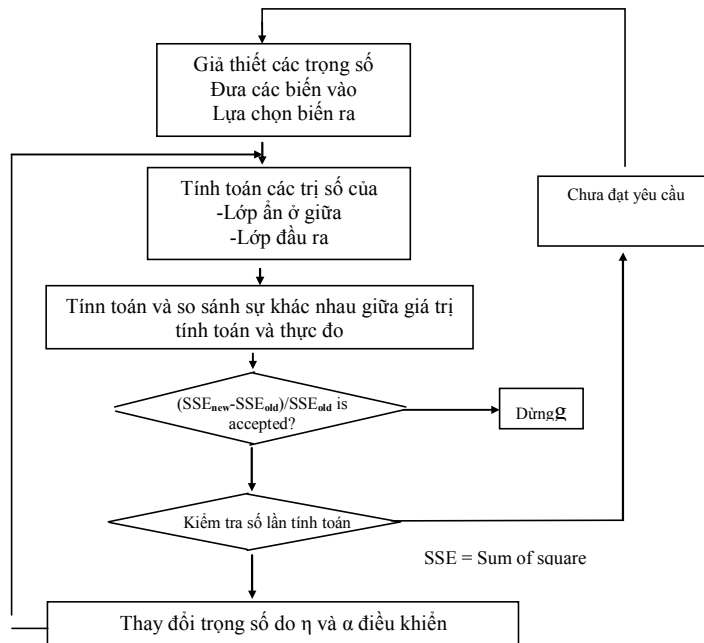 Giả thiết các trọng số
Đưa các biến vào
Lựa chọn biến ra
Tính toán các trị số của
-Lớp ẩn ở giữa
-Lớp đầu ra
Chưa đạt yêu cầu
Tínn toán và so sánh sự khác nhau giữa giá trị
tính toán và thực đo
(SSEnew-SSEold)/SSEold is
accepted?
Dừngg
Kiểm tra số lần tính toán
SSE = Sum of square
Thay đổi trọng số do η và α điều khiển